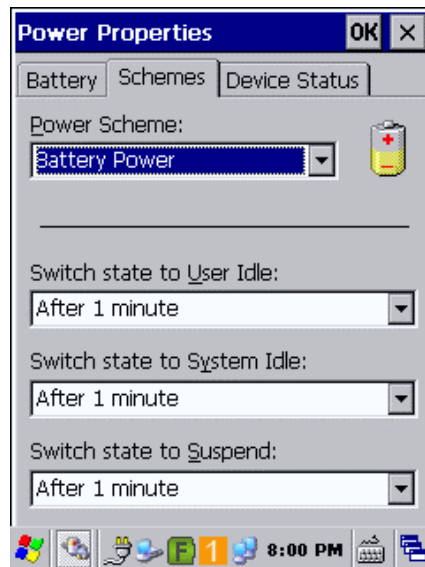 Power Properties OK ×
Battery Schemes Device Status
Power Scheme:
Battery Power
Switch state to User Idle:
After 1 minute
Switch state to System Idle:
After 1 minute
Switch state to Suspend:
After 1 minute
F 1 8:00 PM